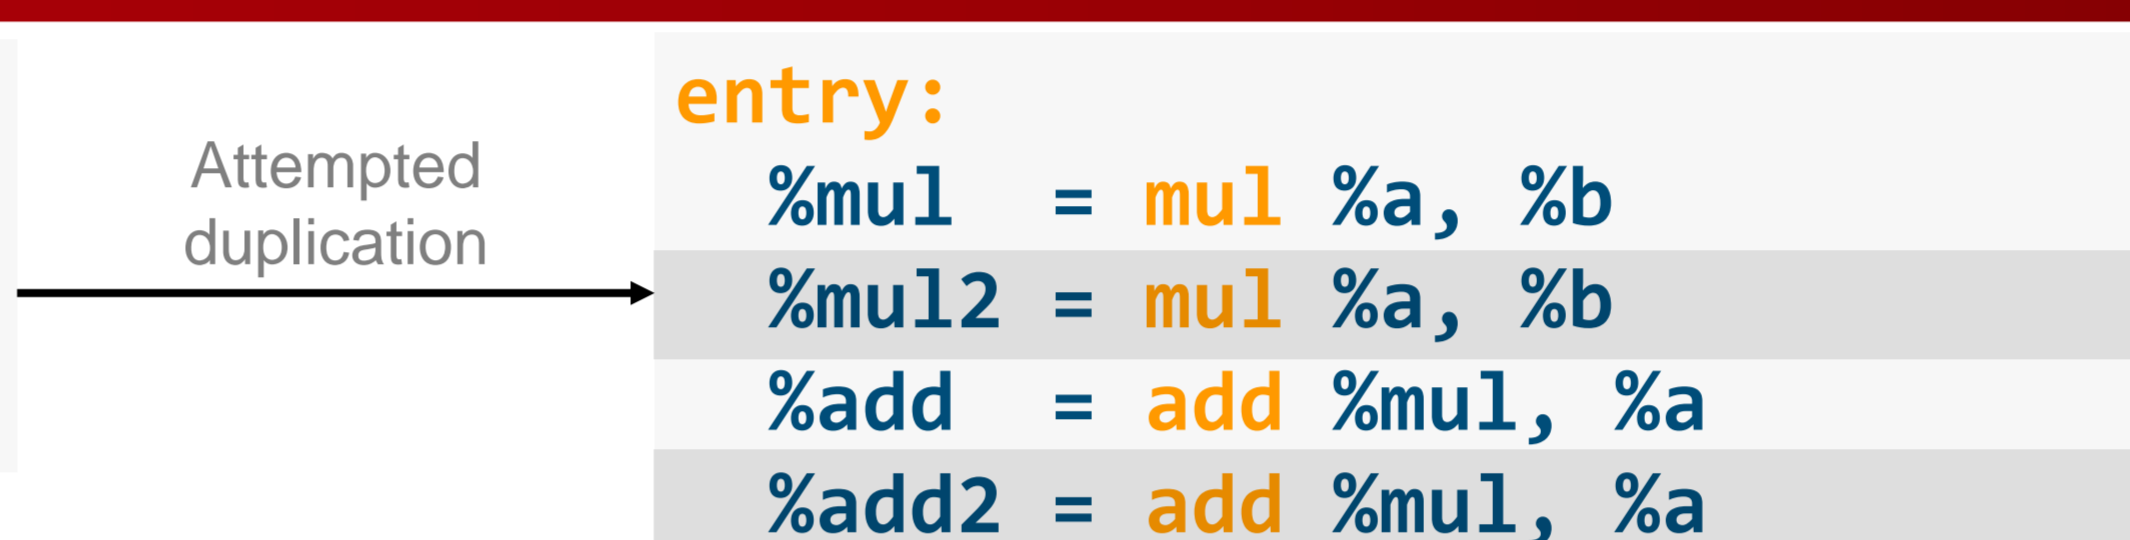 Attempted
duplication
entry:
%mul = mul %a, %b
%mul2 = mul %a, %b
%add = add %mul, %a
%add2 = add %mul, %a